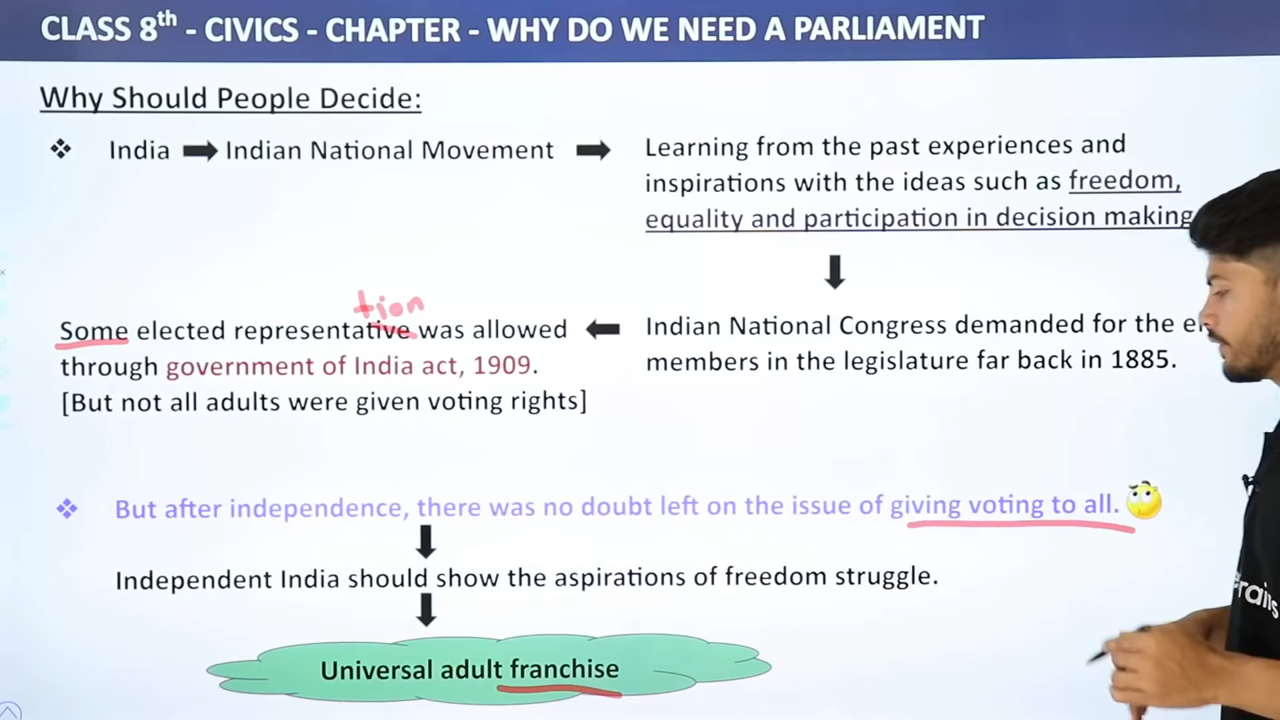 CLASS 8th - CIVICS - CHAPTER - WHY DO WE NEED A PARLIAMENT
Why Should People Decide:
❖ India ➡ Indian National Movement ➡
Learning from the past experiences and
inspirations with the ideas such as freedom,
equality and participation in decision making
Indian National Congress demanded for the
members in the legislature far back in 1885.
tion
Some elected representative was allowed
through government of India act, 1909.
[But not all adults were given voting rights]
❖ But after independence, there was no doubt left on the issue of giving voting to all.
Independent India should show the aspirations of freedom struggle.
Universal adult franchise